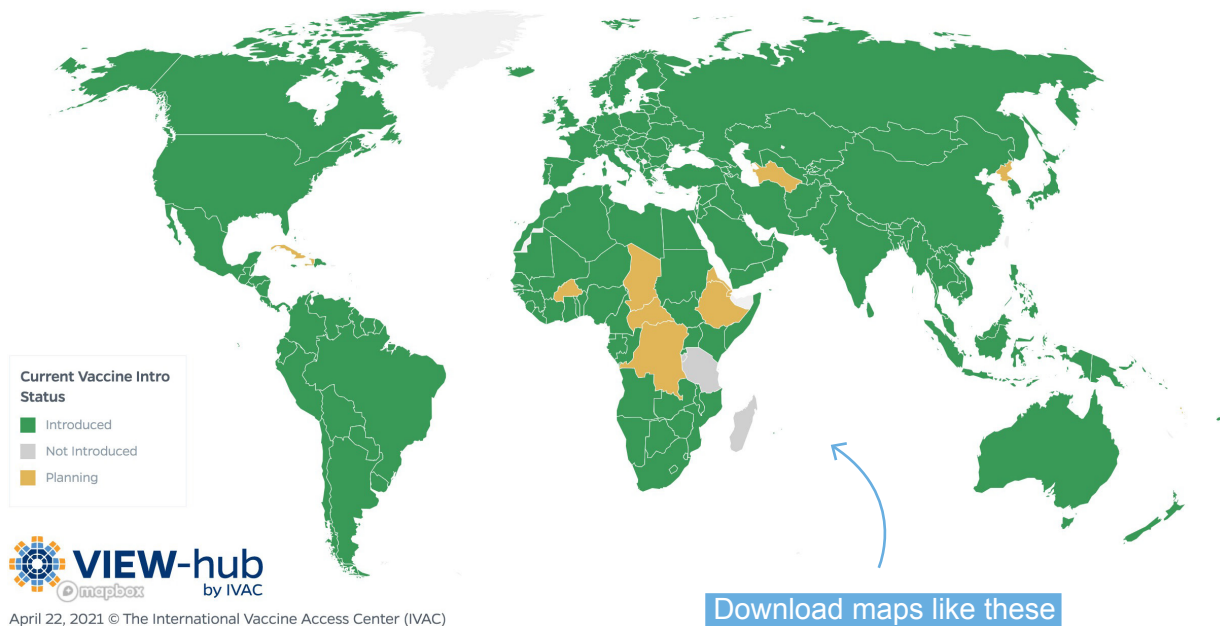 Current Vaccine Intro
Status
Introduced
Not Introduced
Planning
VIEW-hub
by IVAC
mapbox
April 22, 2021 © The International Vaccine Access Center (IVAC)
Download maps like these